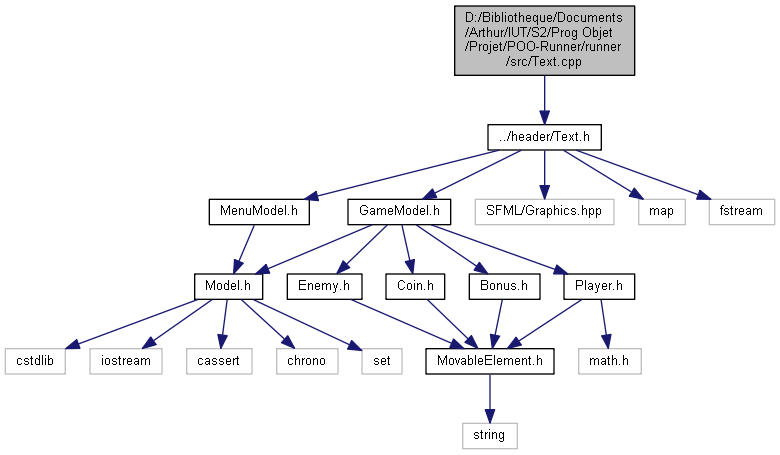 D:/Bibliotheque/Documents
/Arthur/IUT/S2/Prog Objet
/Projet/POO-Runner/runner
/src/Text.cpp
../header/Text.h
MenuModel.h
GameModel.h
SFML/Graphics.hpp
map
fstream
Model.h
Enemy.h
Coin.h
Bonus.h
Player.h
cstdlib
iostream
cassert
chrono
set
MovableElement.h
math.h
string